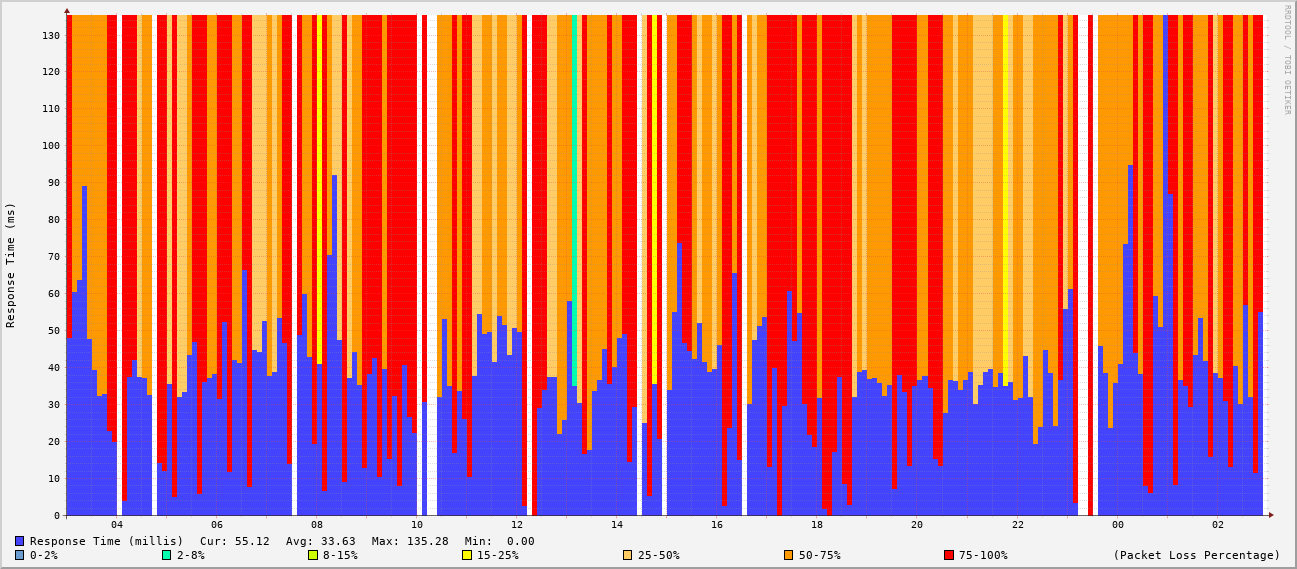 RRDTOOL / TOBI OETIKER
Response Time (ms)
130
120
110
100
90
80
70
60
50
40
30
20
10
0
04 06 08 10 12 14 16 18 20 22 00 02
Response Time (millis) Cur: 55.12 Avg: 33.63 Max: 135.28 Min: 0.00
0-2% 2-8% 8-15% 15-25% 25-50% 50-75% 75-100% (Packet Loss Percentage)